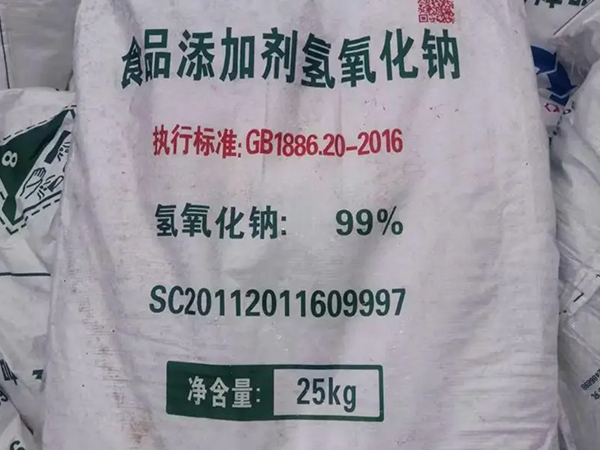 食品添加剂氢氧化钠
执行标准:GB1886.20-2016
氢氧化钠: 99%
SC20112011609997
净含量: 25kg
8